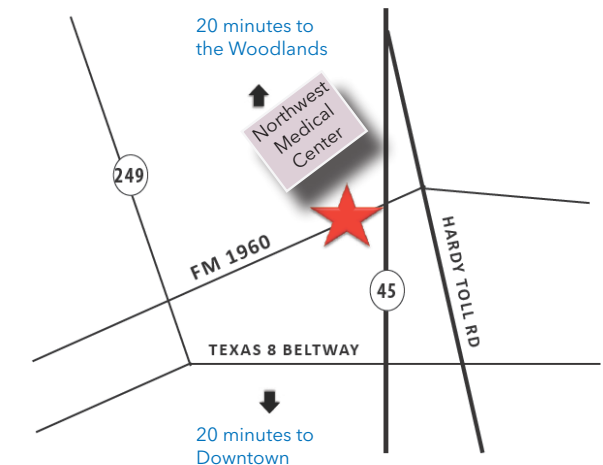 20 minutes to
the Woodlands
Northwest
Medical
Center
249
FM 1960
HARDY TOLL RD
45
TEXAS 8 BELTWAY
20 minutes to
Downtown